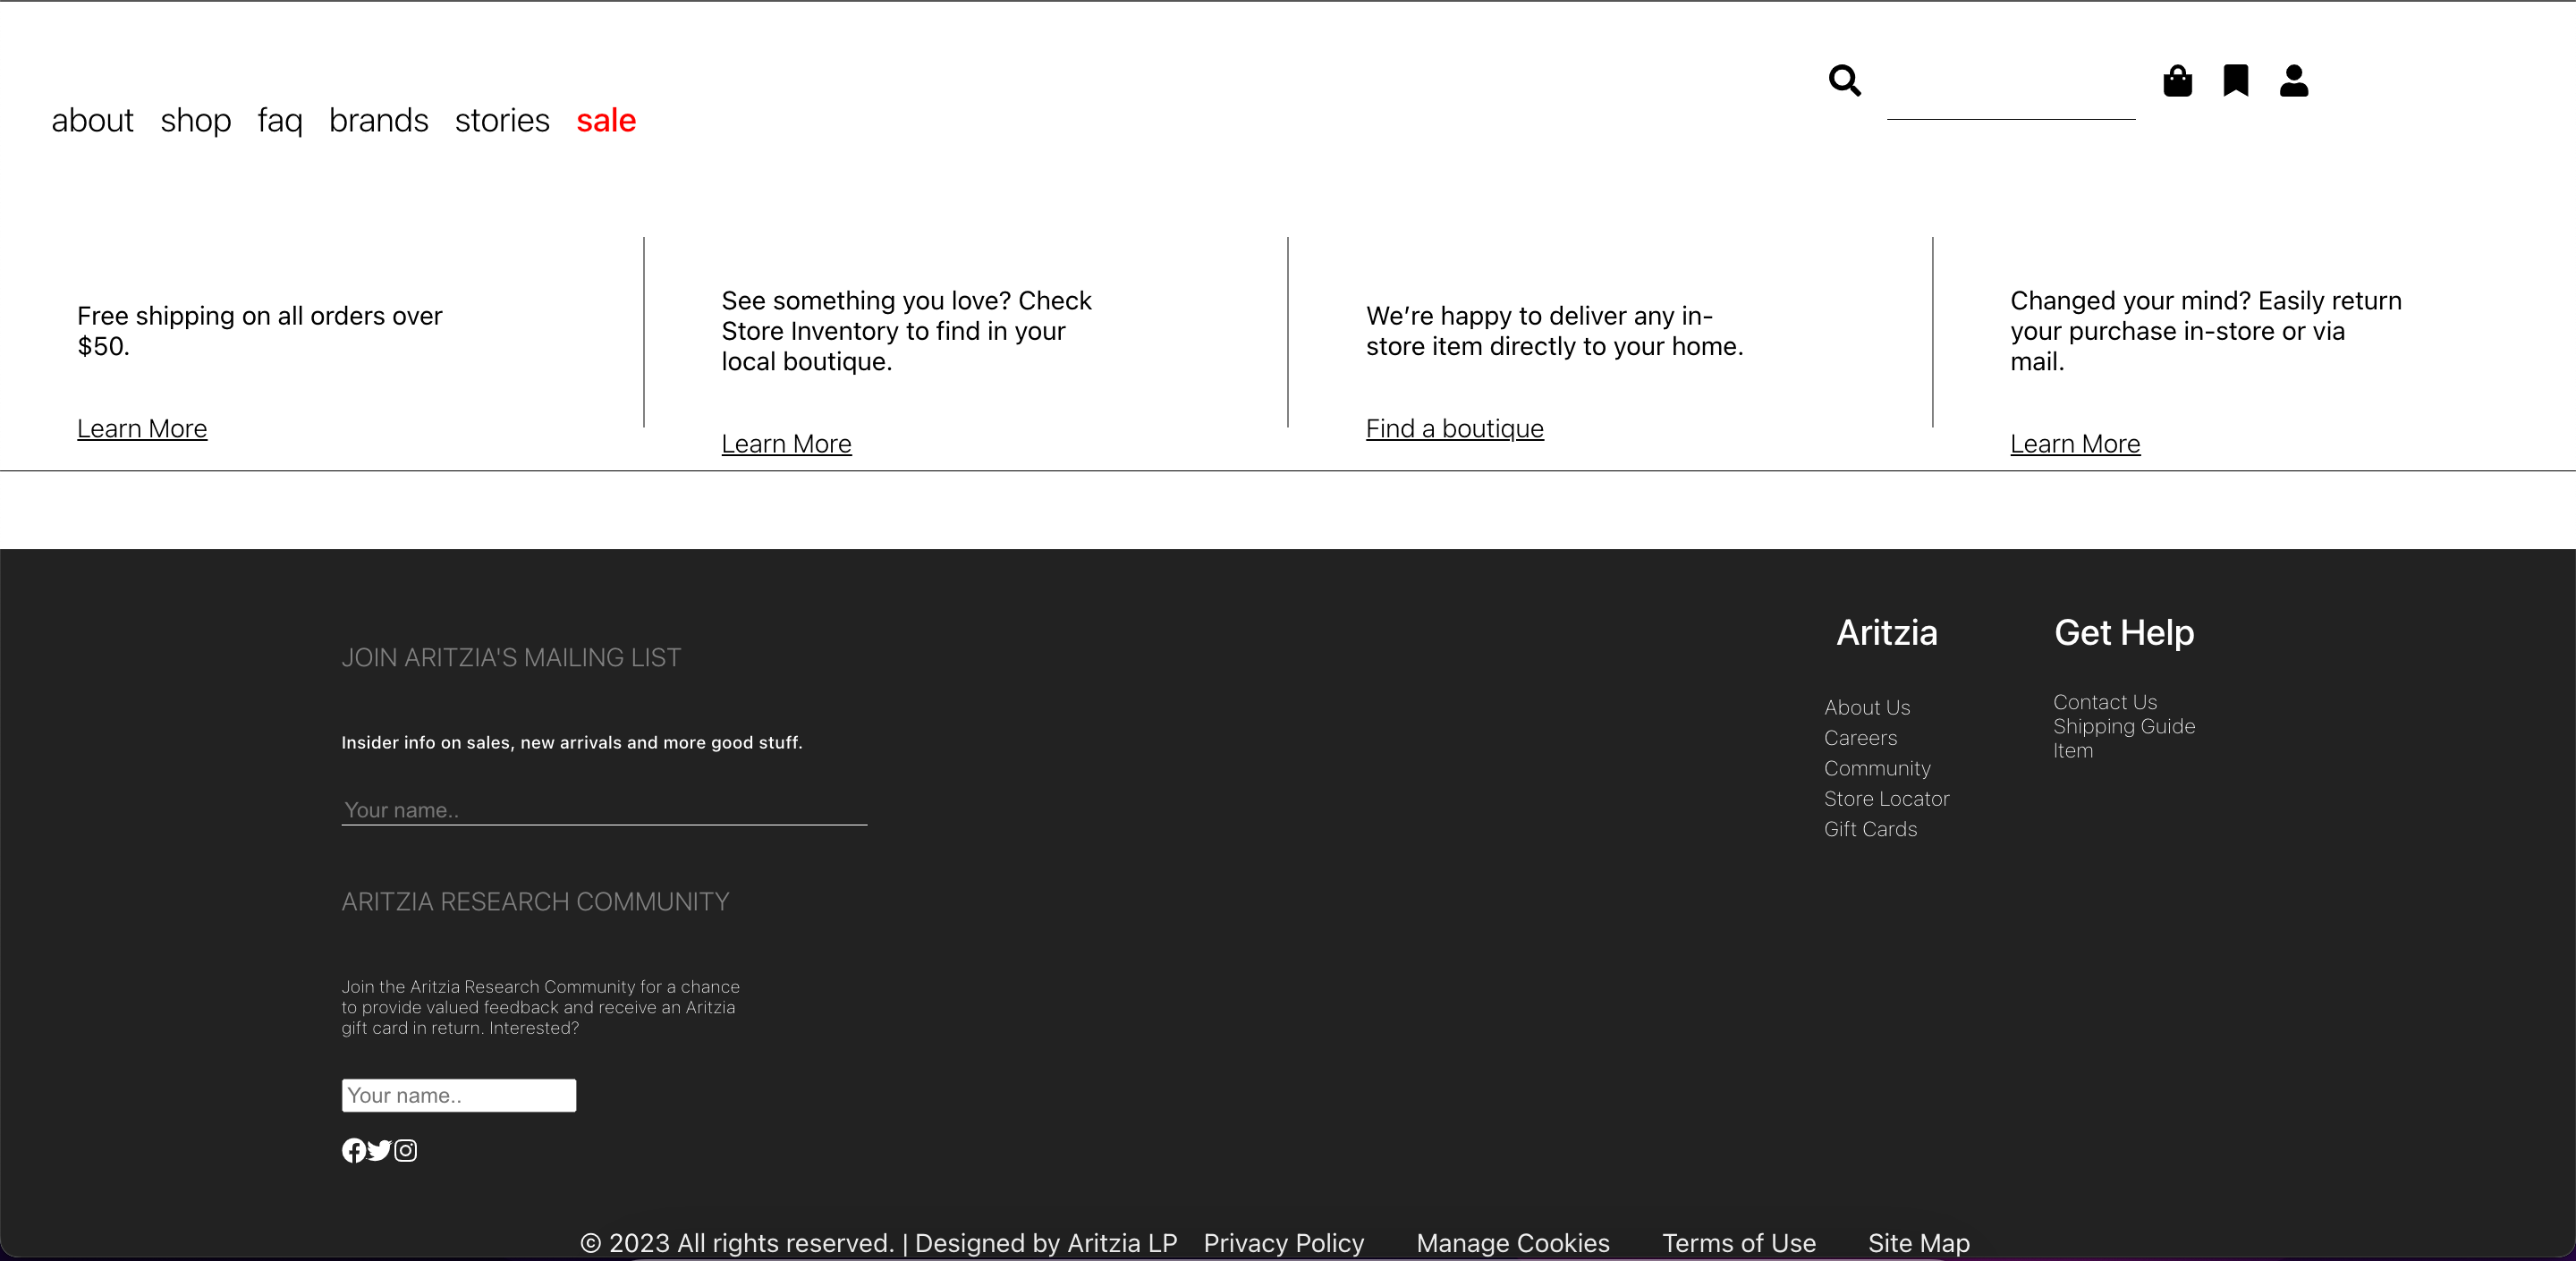 about shop faq brands stories sale
Free shipping on all orders over
$50.
Learn More
See something you love? Check
Store Inventory to find in your
local boutique.
Learn More
We’re happy to deliver any in-
store item directly to your home.
Find a boutique
Changed your mind? Easily return
your purchase in-store or via
mail.
Learn More
JOIN ARITZIA'S MAILING LIST
Insider info on sales, new arrivals and more good stuff.
Your name..
ARITZIA RESEARCH COMMUNITY
Join the Aritzia Research Community for a chance
to provide valued feedback and receive an Aritzia
gift card in return. Interested?
Your name..
Aritzia
About Us
Careers
Community
Store Locator
Gift Cards
Get Help
Contact Us
Shipping Guide
Item
© 2023 All rights reserved. | Designed by Aritzia LP Privacy Policy Manage Cookies Terms of Use Site Map